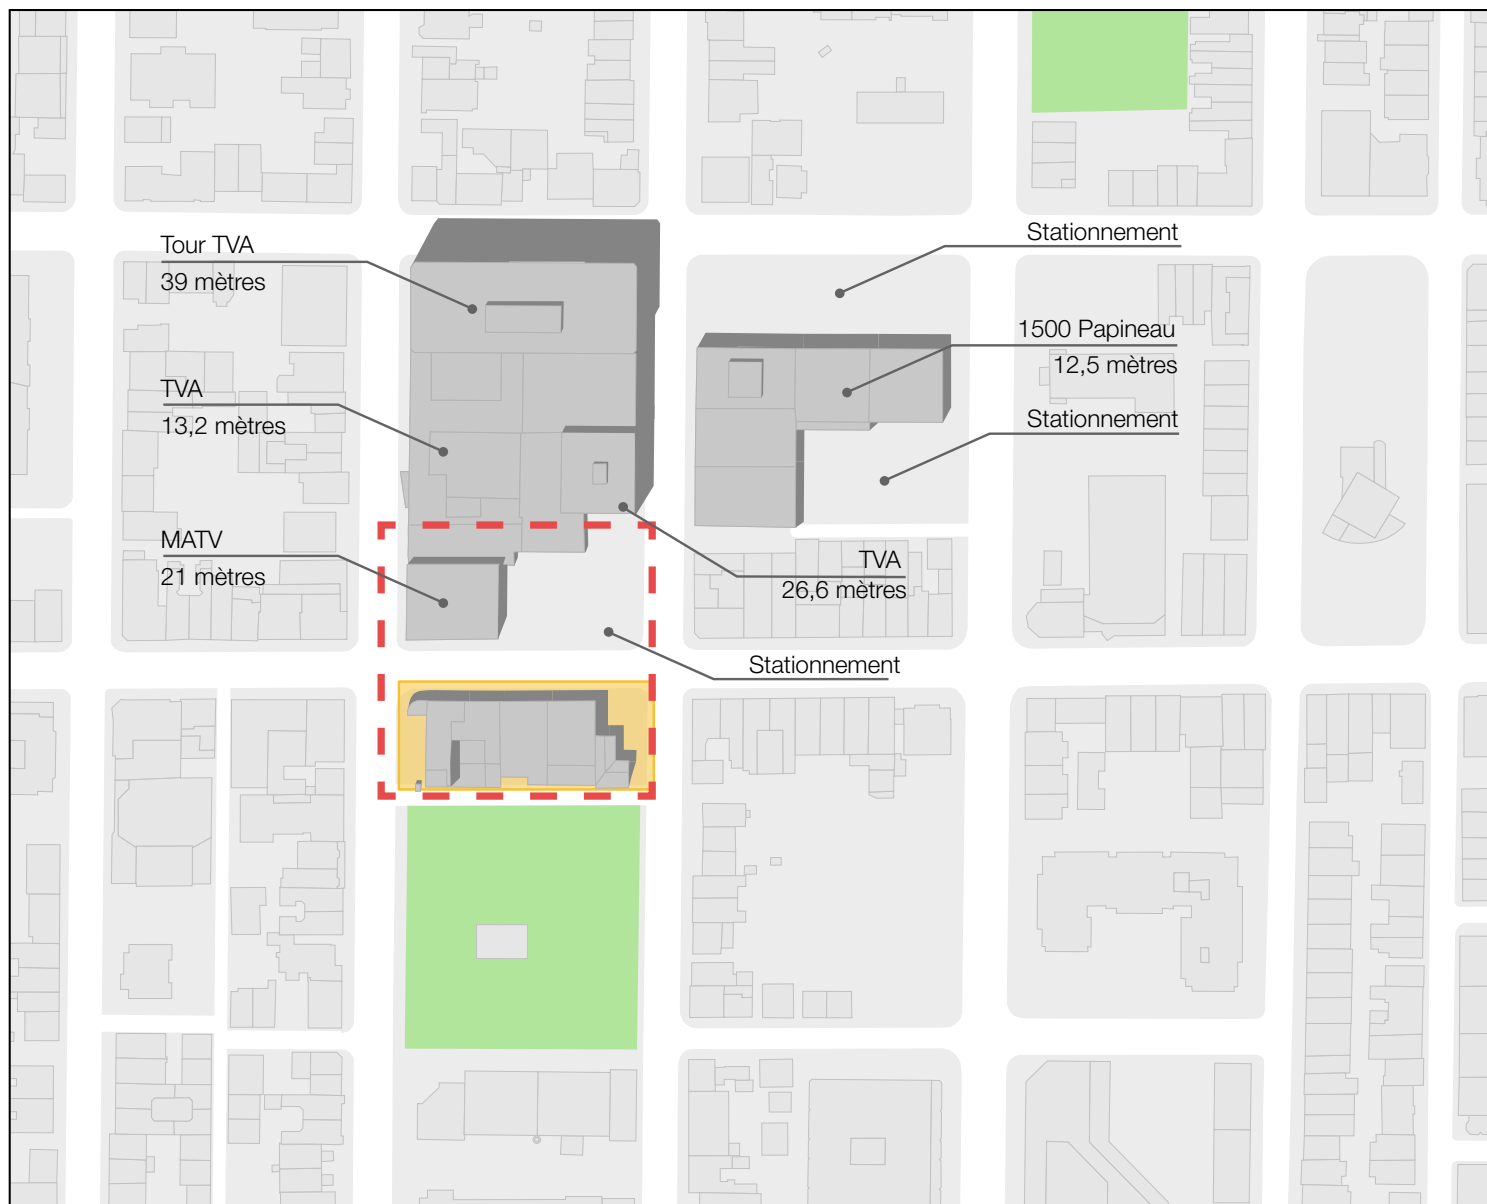 Tour TVA
39 mètres
Stationnement
1500 Papineau
12,5 mètres
TVA
13,2 mètres
Stationnement
MATV
21 mètres
TVA
26,6 mètres
Stationnement